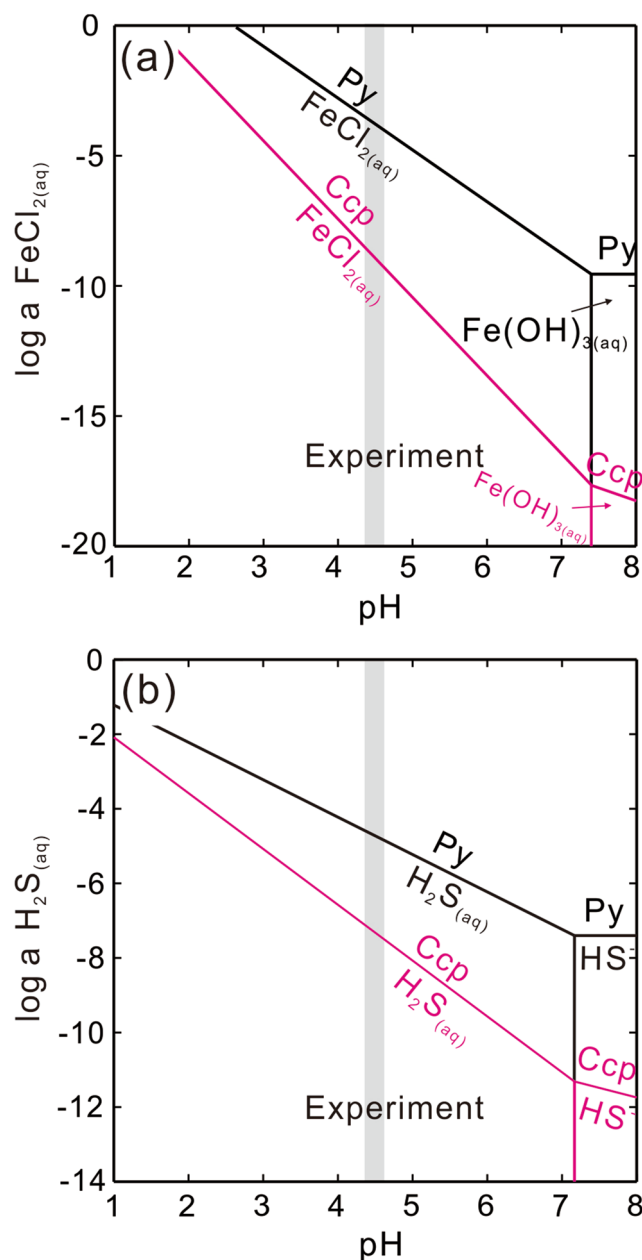 (a)
0
-5
-10
-15
-20
log a FeCl2(aq)
Py
FeCl2(aq)
Ccp
FeCl2(aq)
Py
Fe(OH)3(aq)
Experiment
Ccp
Fe(OH)3(aq)
1 2 3 4 5 6 7 8
pH
(b)
0
-2
-4
-6
-8
-10
-12
-14
log a H2S(aq)
Py
H2S(aq)
Ccp
H2S(aq)
Py
HS-
Ccp
HS-
Experiment
1 2 3 4 5 6 7 8
pH